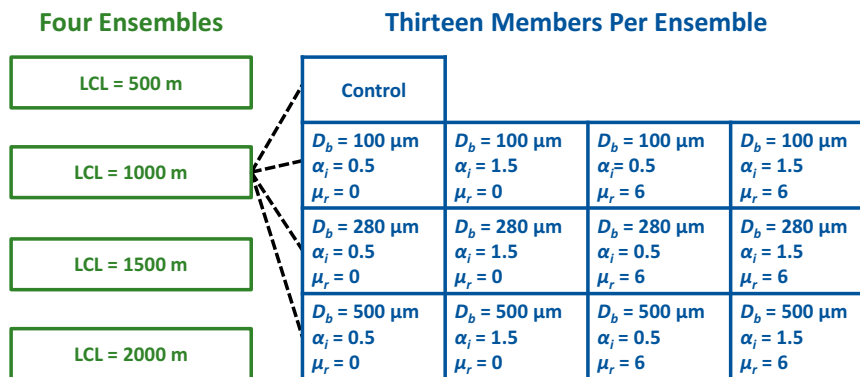 Four Ensembles
Thirteen Members Per Ensemble
LCL = 500 m
LCL = 1000 m
LCL = 1500 m
LCL = 2000 m
Control
D_b = 100 μm
α_i = 0.5
μ_r = 0
D_b = 100 μm
α_i = 1.5
μ_r = 0
D_b = 100 μm
α_i= 0.5
μ_r = 6
D_b = 100 μm
α_i = 1.5
μ_r = 6
D_b = 280 μm
α_i = 0.5
μ_r = 0
D_b = 280 μm
α_i = 1.5
μ_r = 0
D_b = 280 μm
α_i = 0.5
μ_r = 6
D_b = 280 μm
α_i = 1.5
μ_r = 6
D_b = 500 μm
α_i = 0.5
μ_r = 0
D_b = 500 μm
α_i = 1.5
μ_r = 0
D_b = 500 μm
α_i = 0.5
μ_r = 6
D_b = 500 μm
α_i = 1.5
μ_r = 6